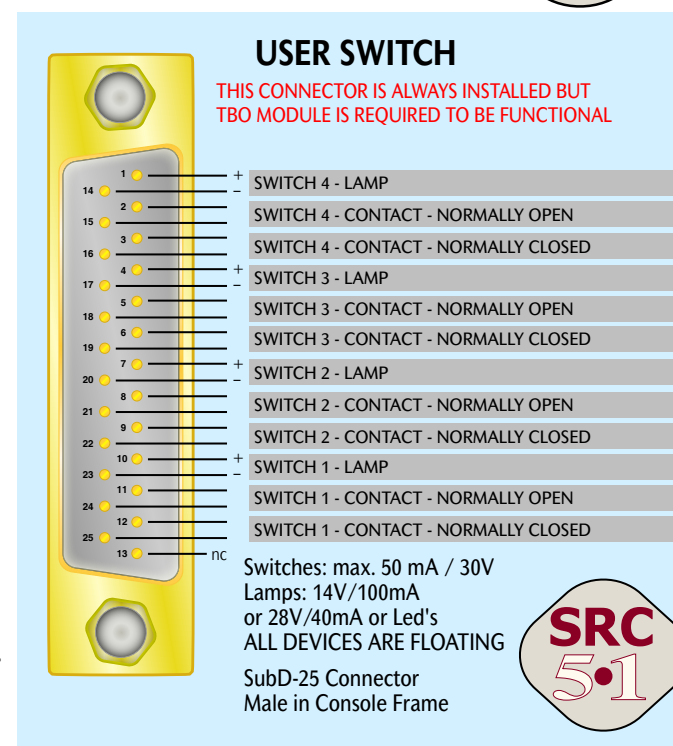 USER SWITCH
THIS CONNECTOR IS ALWAYS INSTALLED BUT
TBO MODULE IS REQUIRED TO BE FUNCTIONAL
1 + SWITCH 4 - LAMP
14 –
2 SWITCH 4 - CONTACT - NORMALLY OPEN
15
3 SWITCH 4 - CONTACT - NORMALLY CLOSED
16
4 + SWITCH 3 - LAMP
17 –
5 SWITCH 3 - CONTACT - NORMALLY OPEN
18
6 SWITCH 3 - CONTACT - NORMALLY CLOSED
19
7 + SWITCH 2 - LAMP
20 –
8 SWITCH 2 - CONTACT - NORMALLY OPEN
21
9 SWITCH 2 - CONTACT - NORMALLY CLOSED
22
10 + SWITCH 1 - LAMP
23 –
11 SWITCH 1 - CONTACT - NORMALLY OPEN
24
12 SWITCH 1 - CONTACT - NORMALLY CLOSED
25
13 nc
Switches: max. 50 mA / 30V
Lamps: 14V/100mA
or 28V/40mA or Led's
ALL DEVICES ARE FLOATING
SubD-25 Connector
Male in Console Frame
SRC
5•1